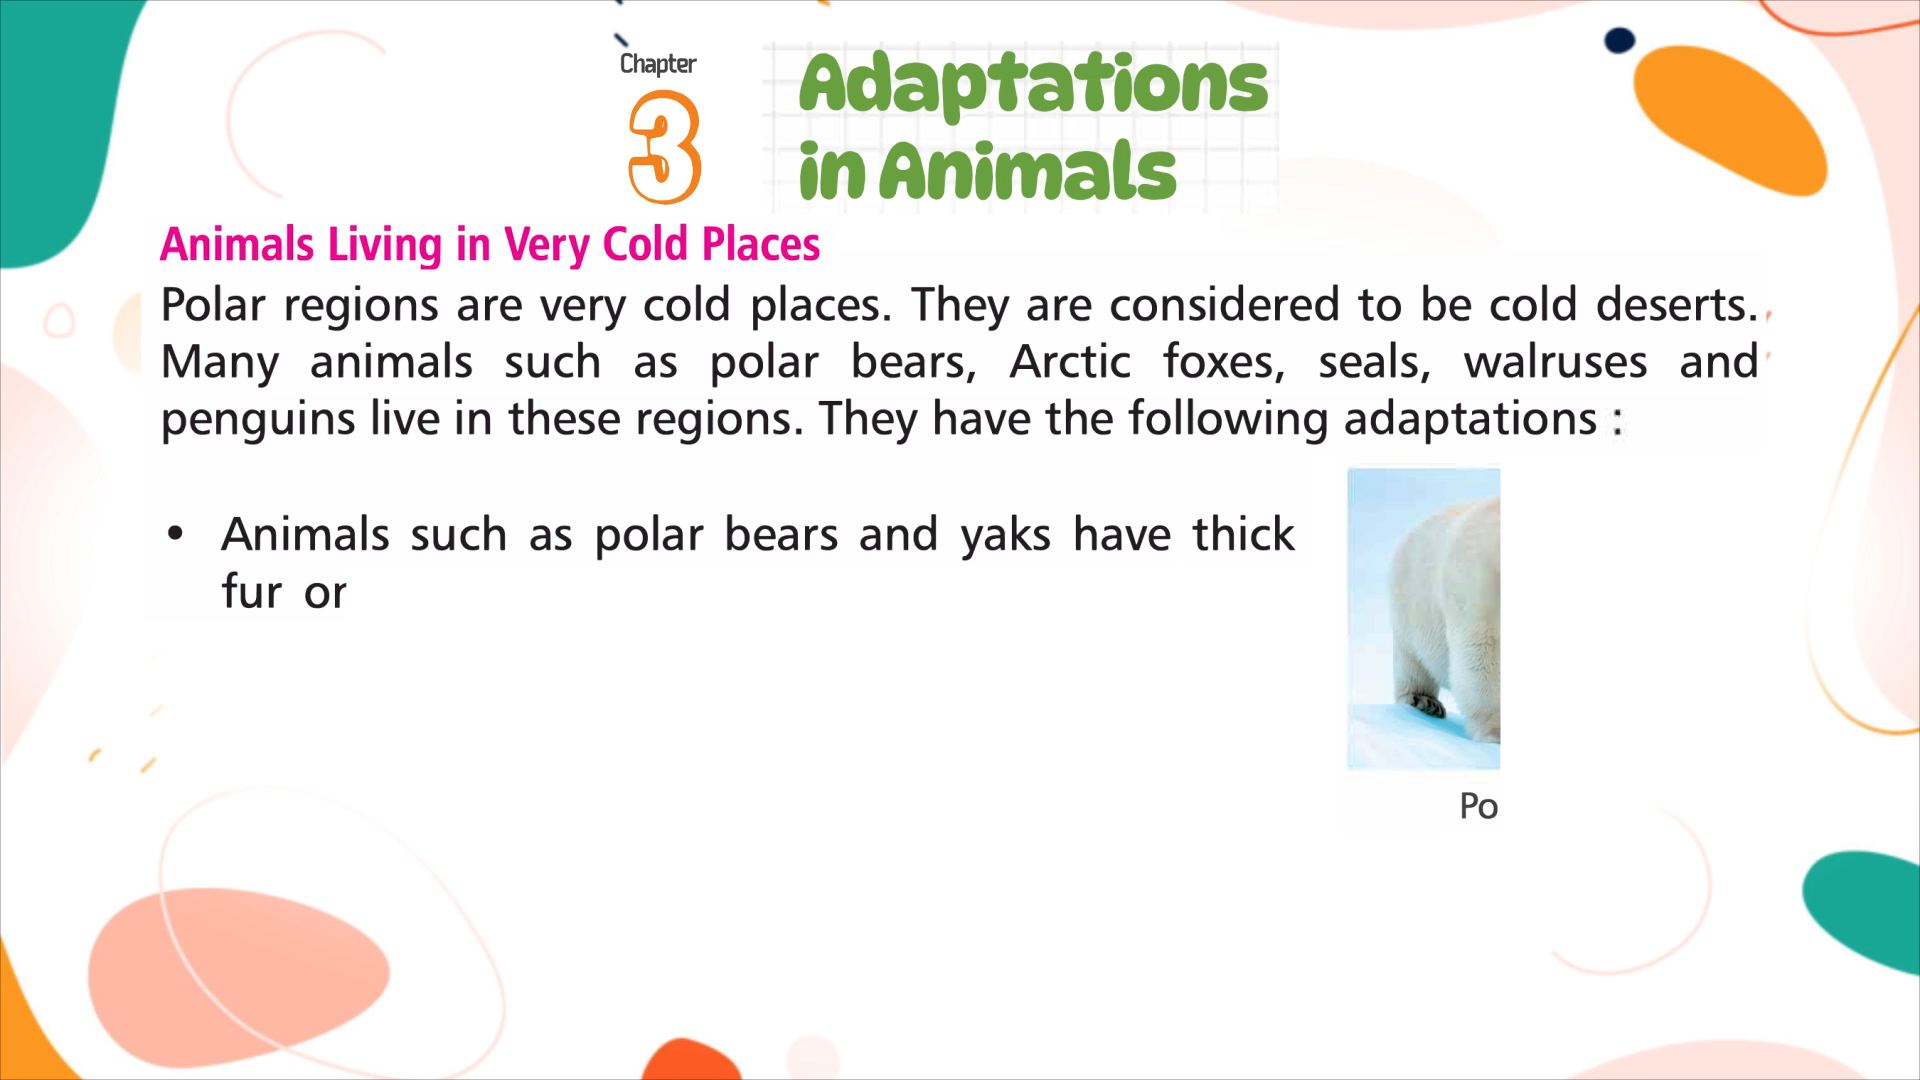 Chapter
3
Adaptations
in Animals
Animals Living in Very Cold Places
Polar regions are very cold places. They are considered to be cold deserts.
Many animals such as polar bears, Arctic foxes, seals, walruses and
penguins live in these regions. They have the following adaptations :
• Animals such as polar bears and yaks have thick
fur or
Po